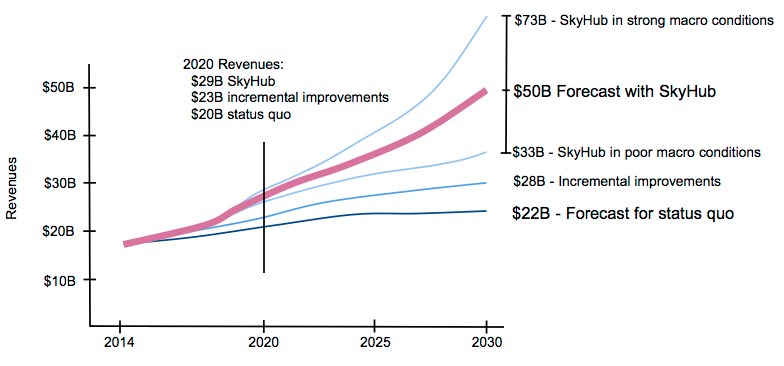 $73B - SkyHub in strong macro conditions
2020 Revenues:
$29B SkyHub
$23B incremental improvements
$20B status quo
$50B
$50B Forecast with SkyHub
$40B
$33B - SkyHub in poor macro conditions
$30B
$28B - Incremental improvements
Revenues
$22B - Forecast for status quo
$20B
$10B
2014
2020
2025
2030